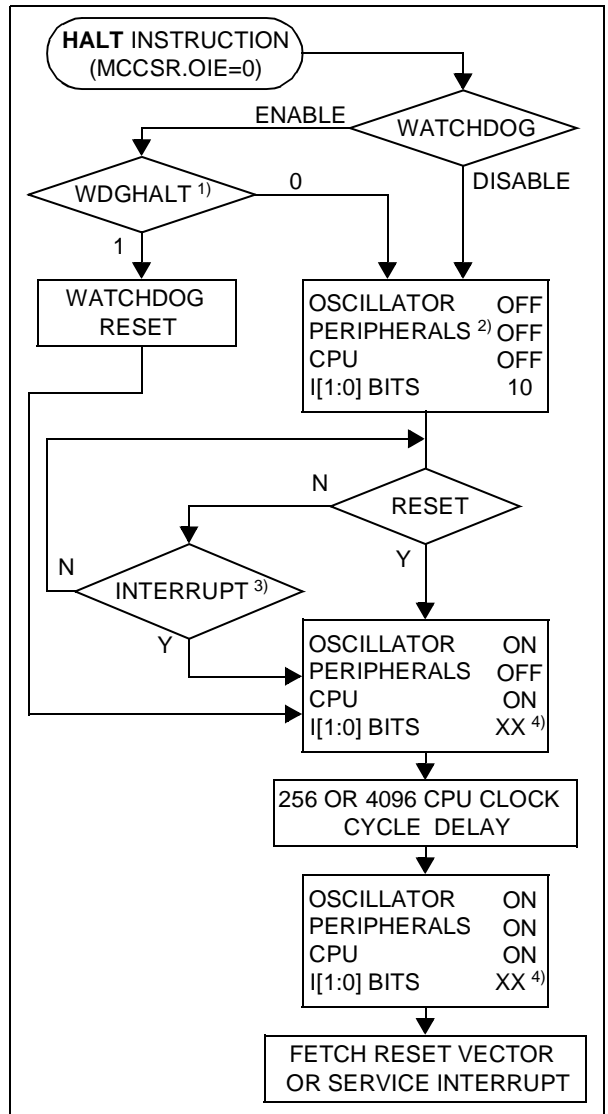 HALT INSTRUCTION
(MCCSR.OIE=0)
ENABLE
WATCHDOG
WDGHALT 1)
0
DISABLE
1
WATCHDOG
RESET
OSCILLATOR OFF
PERIPHERALS 2) OFF
CPU OFF
I[1:0] BITS 10
N
RESET
N
INTERRUPT 3)
Y
Y
OSCILLATOR ON
PERIPHERALS OFF
CPU ON
I[1:0] BITS XX 4)
256 OR 4096 CPU CLOCK
CYCLE DELAY
OSCILLATOR ON
PERIPHERALS ON
CPU ON
I[1:0] BITS XX 4)
FETCH RESET VECTOR
OR SERVICE INTERRUPT